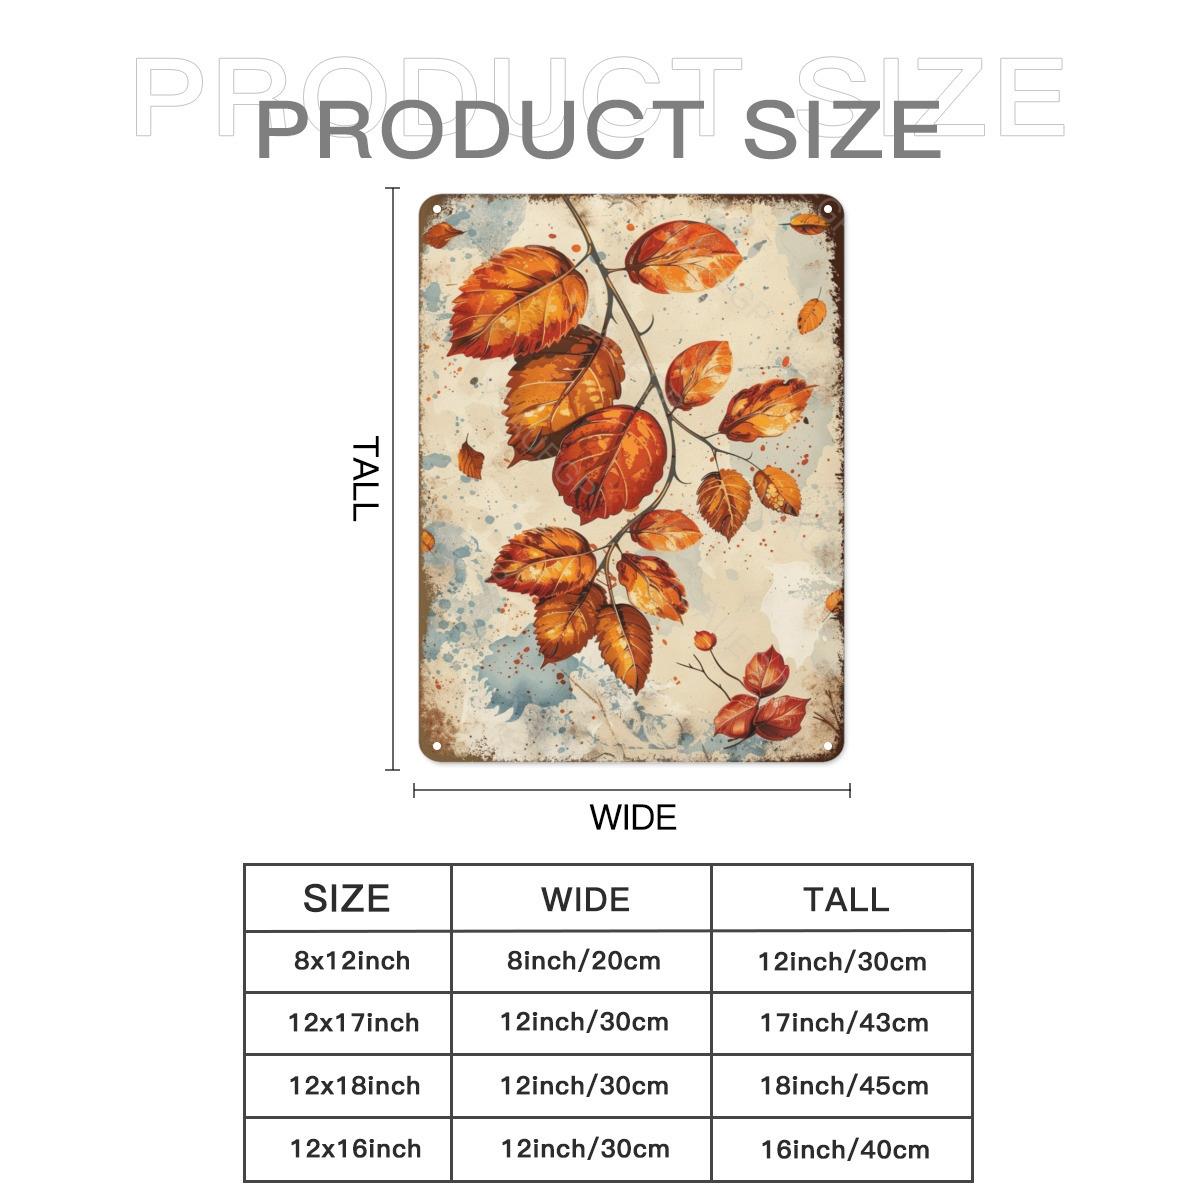 PRODUCT SIZE
PRODUCT SIZE
TALL
WIDE
SIZE WIDE TALL
8x12inch 8inch/20cm 12inch/30cm
12x17inch 12inch/30cm 17inch/43cm
12x18inch 12inch/30cm 18inch/45cm
12x16inch 12inch/30cm 16inch/40cm